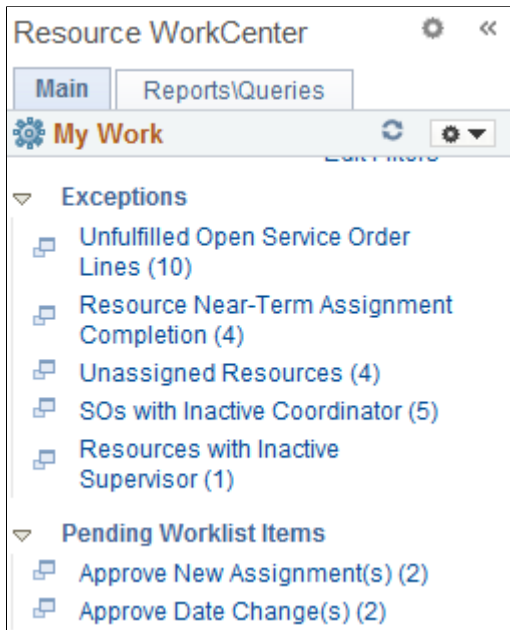 Resource WorkCenter
Main
Reports\Queries
My Work
Edit Filters
Exceptions
Unfulfilled Open Service Order
Lines (10)
Resource Near-Term Assignment
Completion (4)
Unassigned Resources (4)
SOs with Inactive Coordinator (5)
Resources with Inactive
Supervisor (1)
Pending Worklist Items
Approve New Assignment(s) (2)
Approve Date Change(s) (2)